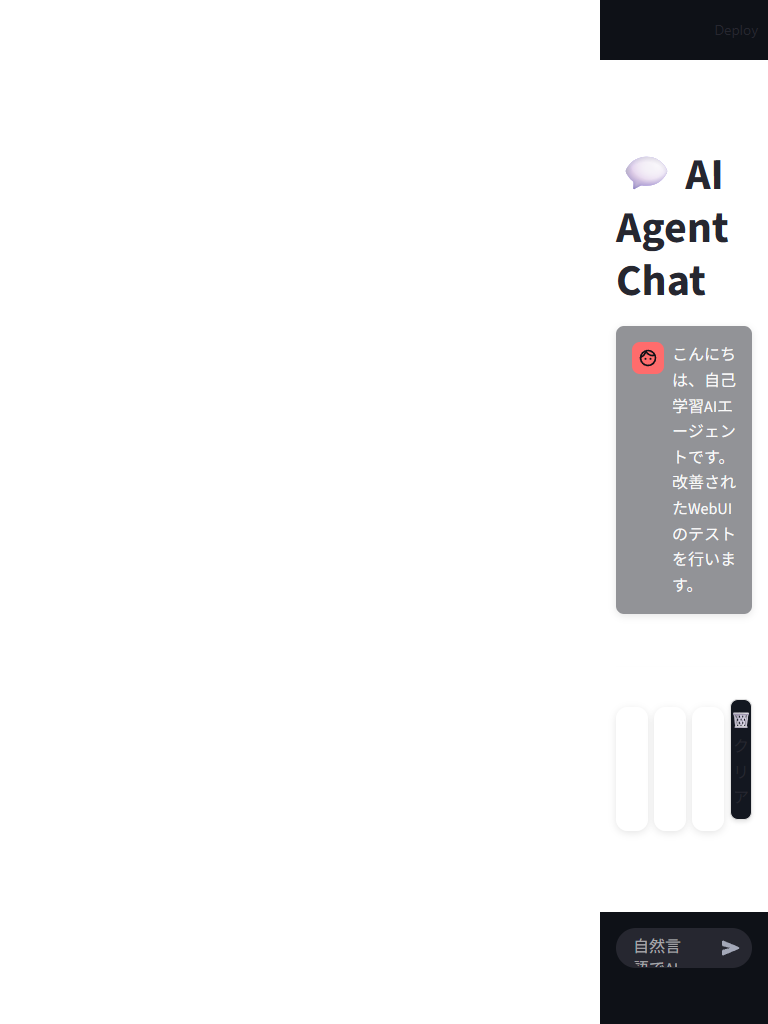 Deploy
AI
Agent
Chat
こんにち
は、自己
学習AIエ
ージェン
トです。
改善され
たWebUI
のテスト
を行いま
す。
クリア
自然言
語でAI